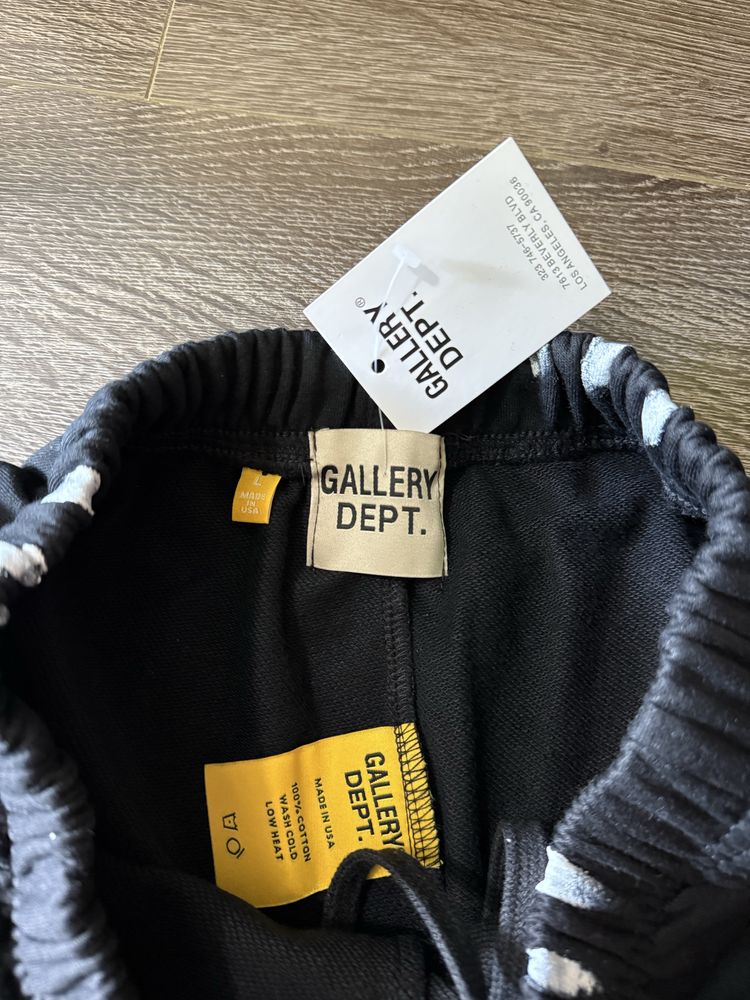 GALLERY
DEPT.®
323 746-5737
7613 BEVERLY BLVD
LOS ANGELES, CA 90036
GALLERY
DEPT.
L
MADE
IN
USA
GALLERY
DEPT.
MADE IN USA
100% COTTON
WASH COLD
LOW HEAT